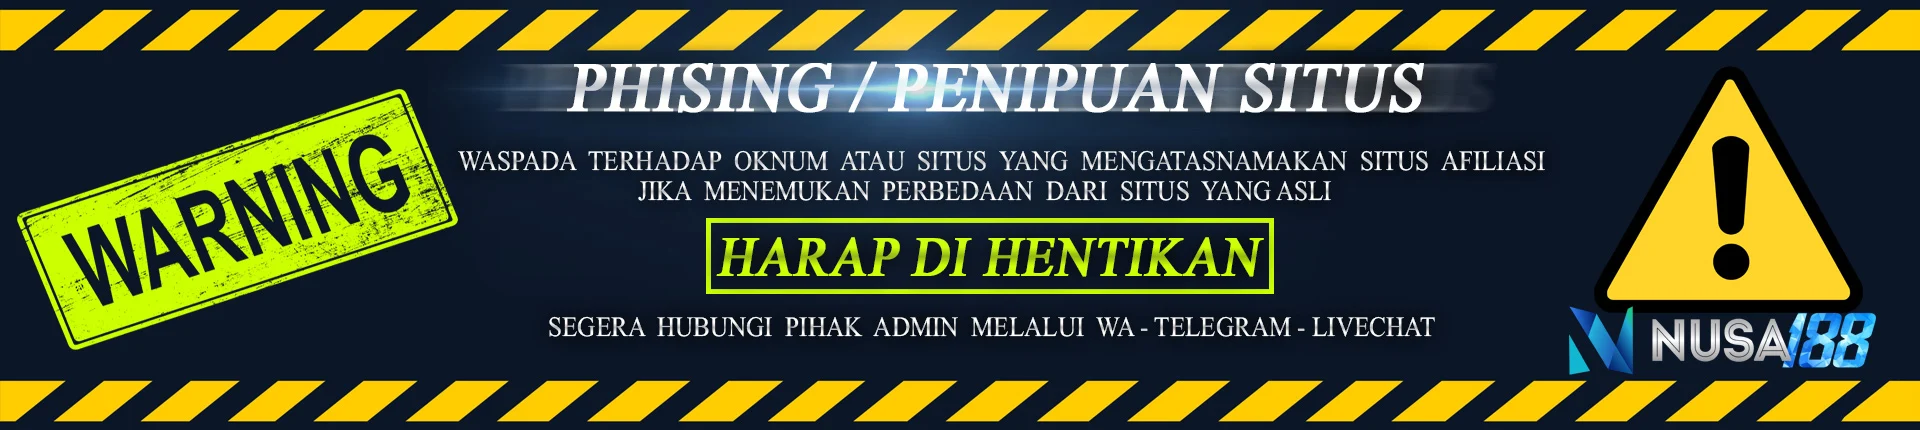 PHISING / PENIPUAN SITUS
WARNING
WASPADA TERHADAP OKNUM ATAU SITUS YANG MENGATASNAMAKAN SITUS AFILIASI
JIKA MENEMUKAN PERBEDAAN DARI SITUS YANG ASLI
HARAP DI HENTIKAN
SEGERA HUBUNGI PIHAK ADMIN MELALUI WA - TELEGRAM - LIVECHAT
NUSA188